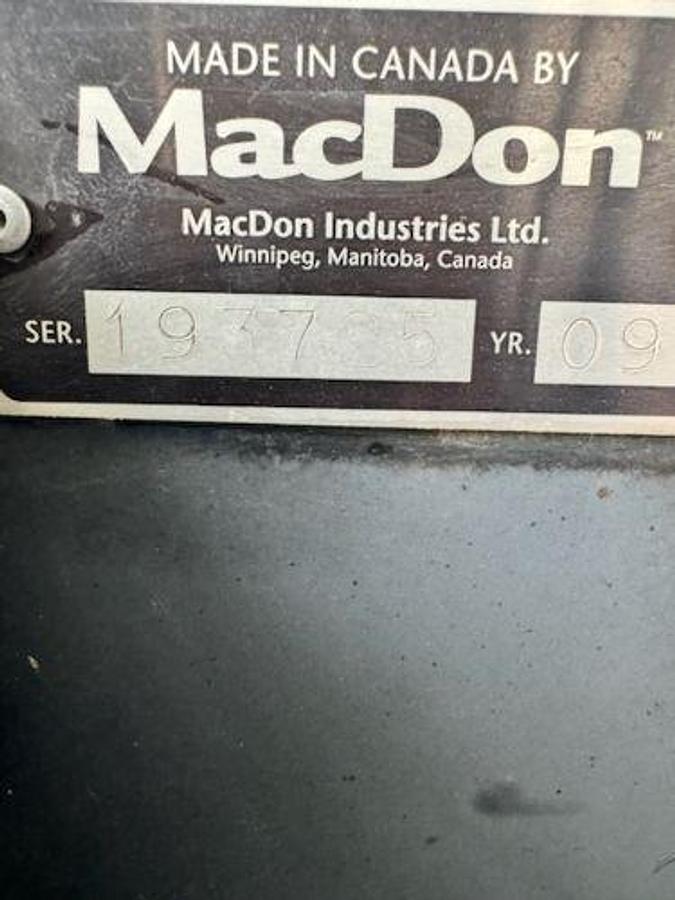 MADE IN CANADA BY
MacDon™
MacDon Industries Ltd.
Winnipeg, Manitoba, Canada
SER.
YR. 09